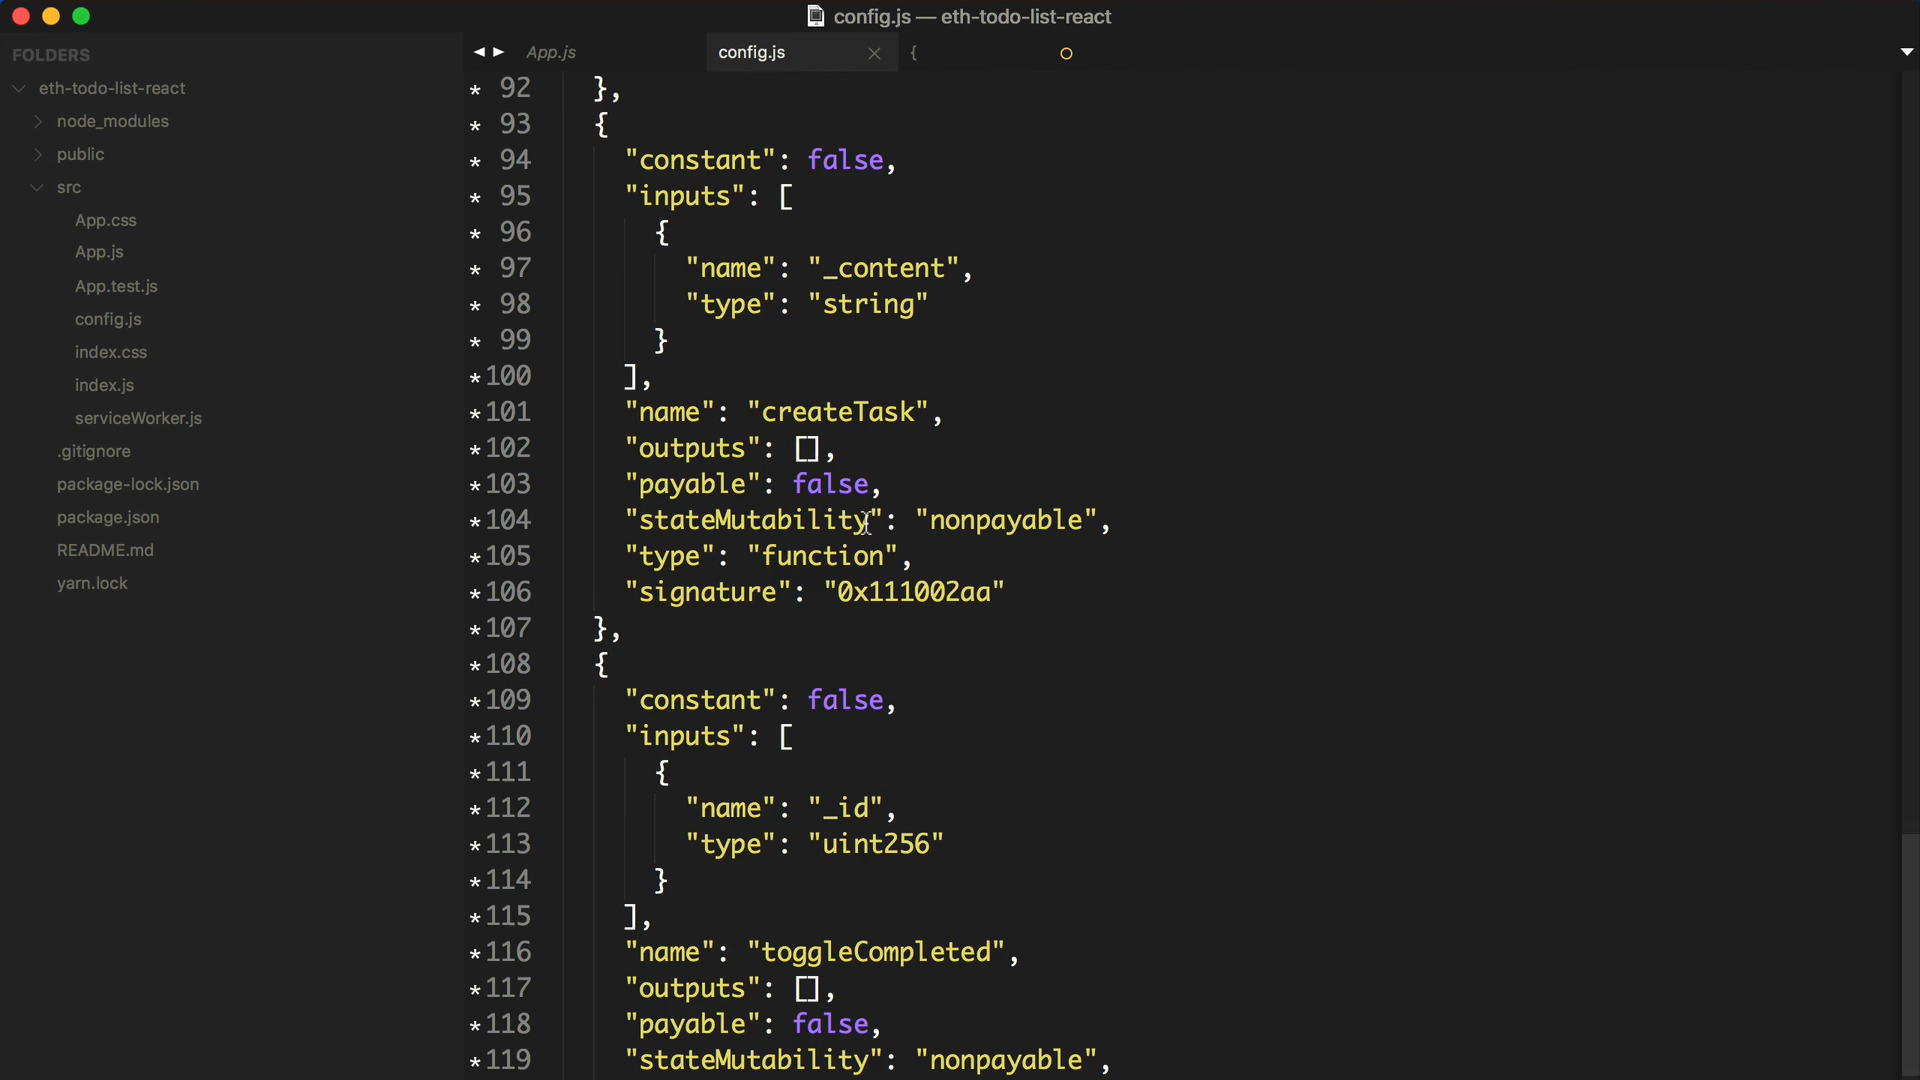 config.js — eth-todo-list-react
FOLDERS
eth-todo-list-react
node_modules
public
src
App.css
App.js
App.test.js
config.js
index.css
index.js
serviceWorker.js
.gitignore
package-lock.json
package.json
README.md
yarn.lock
App.js
config.js
{
* 92 },
* 93 {
* 94 "constant": false,
* 95 "inputs": [
* 96 {
* 97 "name": "_content",
* 98 "type": "string"
* 99 }
*100 ],
*101 "name": "createTask",
*102 "outputs": [],
*103 "payable": false,
*104 "stateMutability": "nonpayable",
*105 "type": "function",
*106 "signature": "0x111002aa"
*107 },
*108 {
*109 "constant": false,
*110 "inputs": [
*111 {
*112 "name": "_id",
*113 "type": "uint256"
*114 }
*115 ],
*116 "name": "toggleCompleted",
*117 "outputs": [],
*118 "payable": false,
*119 "stateMutability": "nonpayable",